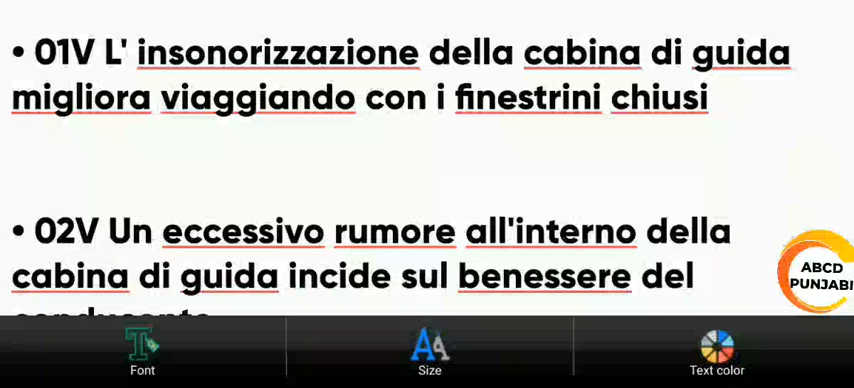 • 01V L' insonorizzazione della cabina di guida
migliora viaggiando con i finestrini chiusi
• 02V Un eccessivo rumore all'interno della
cabina di guida incide sul benessere del
ABCD
PUNJABI
Font
Size
Text color